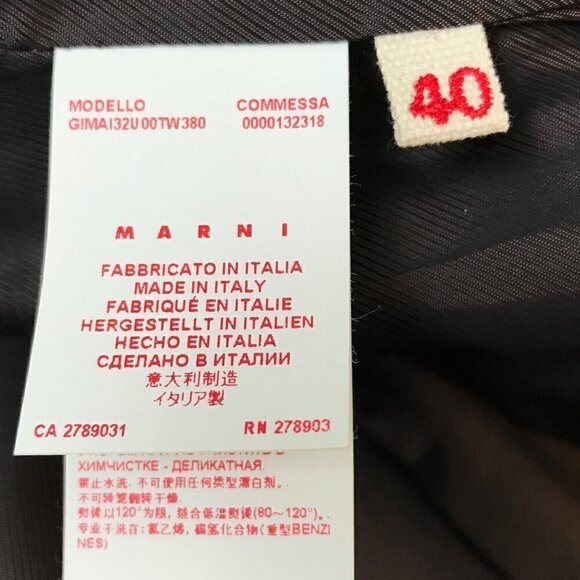 MODELLO COMMESSA
GIMAI32U00TW380 0000132318
40
MARNI
FABBRICATO IN ITALIA
MADE IN ITALY
FABRIQUÉ EN ITALIE
HERGESTELLT IN ITALIEN
HECHO EN ITALIA
СДЕЛАНО В ИТАЛИИ
意大利制造
イタリア製
CA 2789031 RN 278903
ХИМЧИСТКЕ - ДЕЛИКАТНАЯ.
禁止水洗. 不可使用任何类型漂白剂。
不可转笼翻转干燥.
熨烫以120°为限, 适合低温熨烫(80～120°).
专业干洗在: 氯乙烯, 碳氢化合物(重型BENZI
NES)